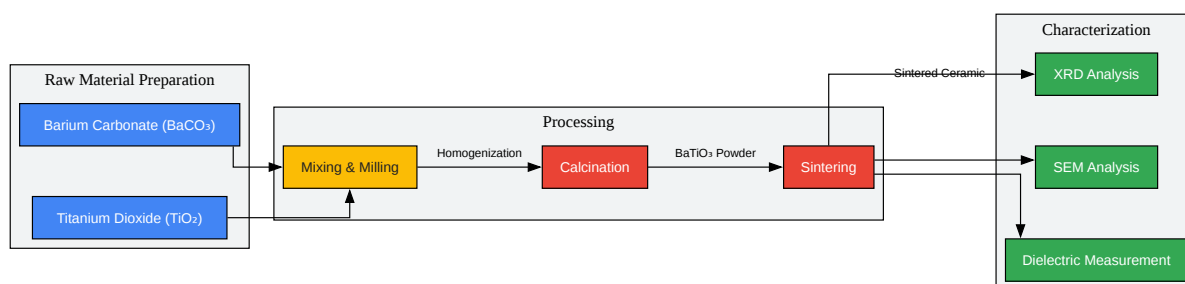 Raw Material Preparation
Barium Carbonate (BaCO₃)
Titanium Dioxide (TiO₂)
Processing
Mixing & Milling
Homogenization
Calcination
BaTiO₃ Powder
Sintering
Sintered Ceramic
Characterization
XRD Analysis
SEM Analysis
Dielectric Measurement